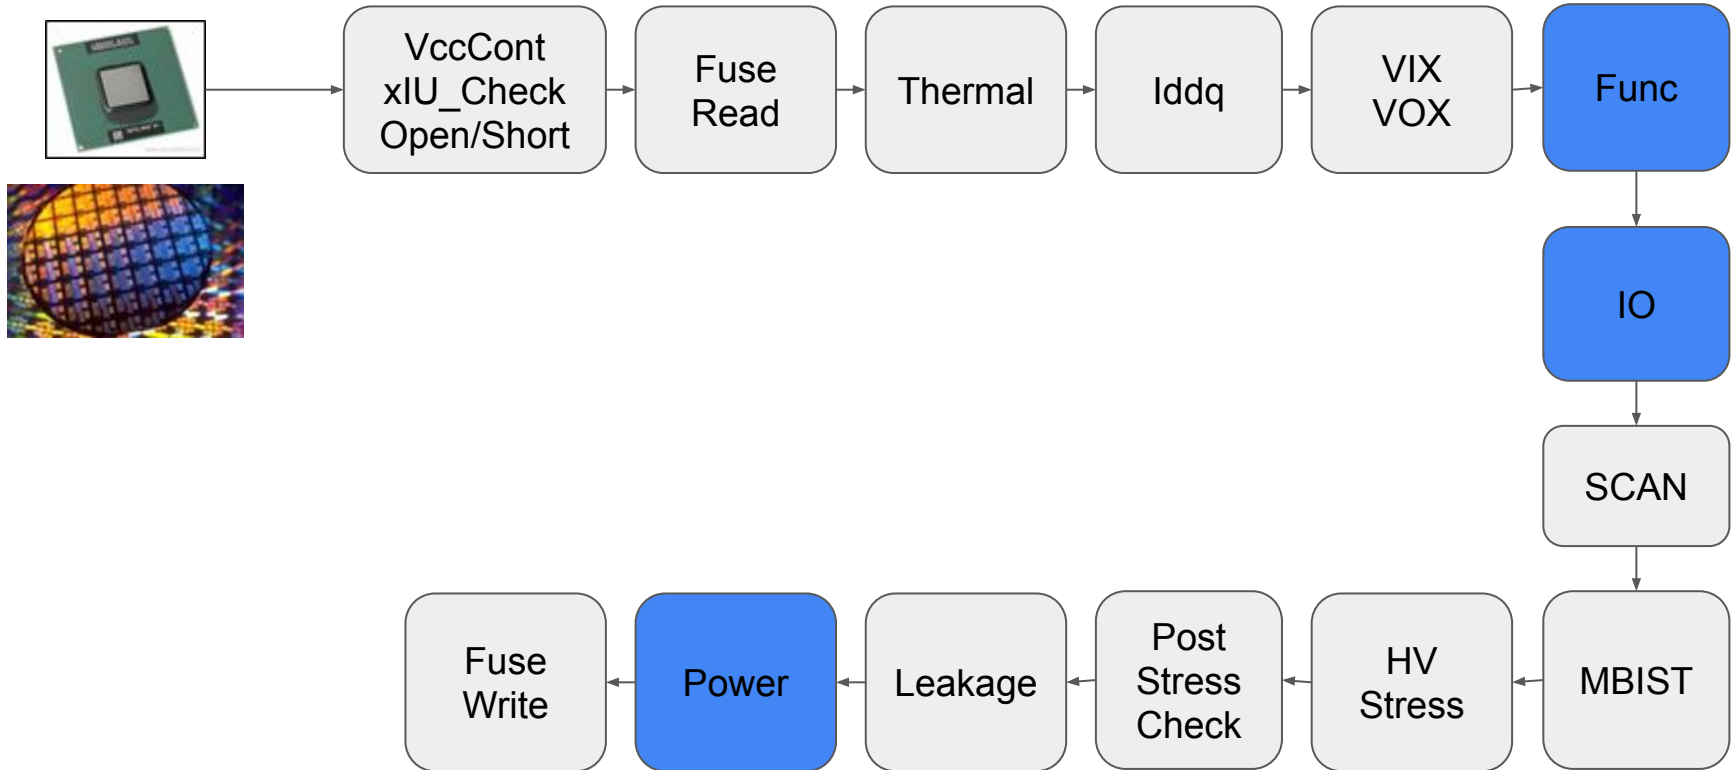 VccCont
xIU_Check
Open/Short
Fuse
Read
Thermal
Iddq
VIX
VOX
Func
IO
SCAN
MBIST
HV
Stress
Post
Stress
Check
Leakage
Power
Fuse
Write